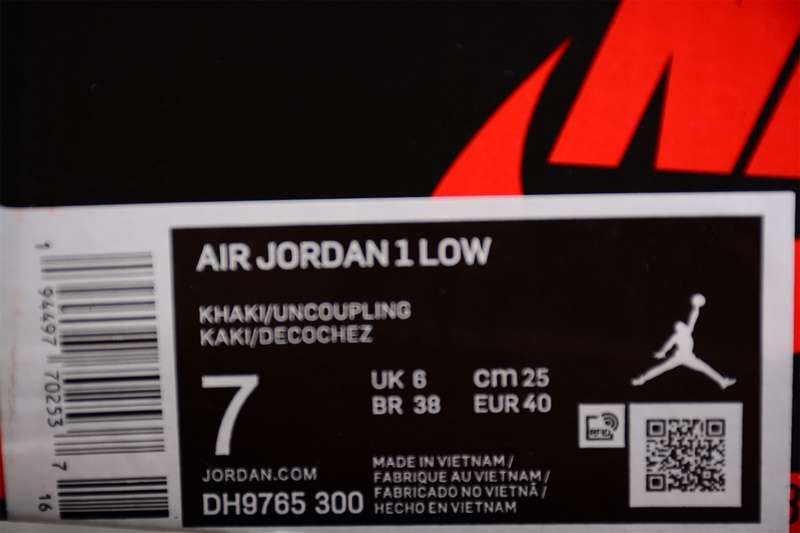 AIR JORDAN 1 LOW
KHAKI/UNCOUPLING
KAKI/DECOCHEZ
7
UK 6 cm 25
BR 38 EUR 40
JORDAN.COM
DH9765 300
MADE IN VIETNAM /
FABRIQUE AU VIETNAM /
FABRICADO NO VIETNÃ /
HECHO EN VIETNAM
1 94497 70253 7
16